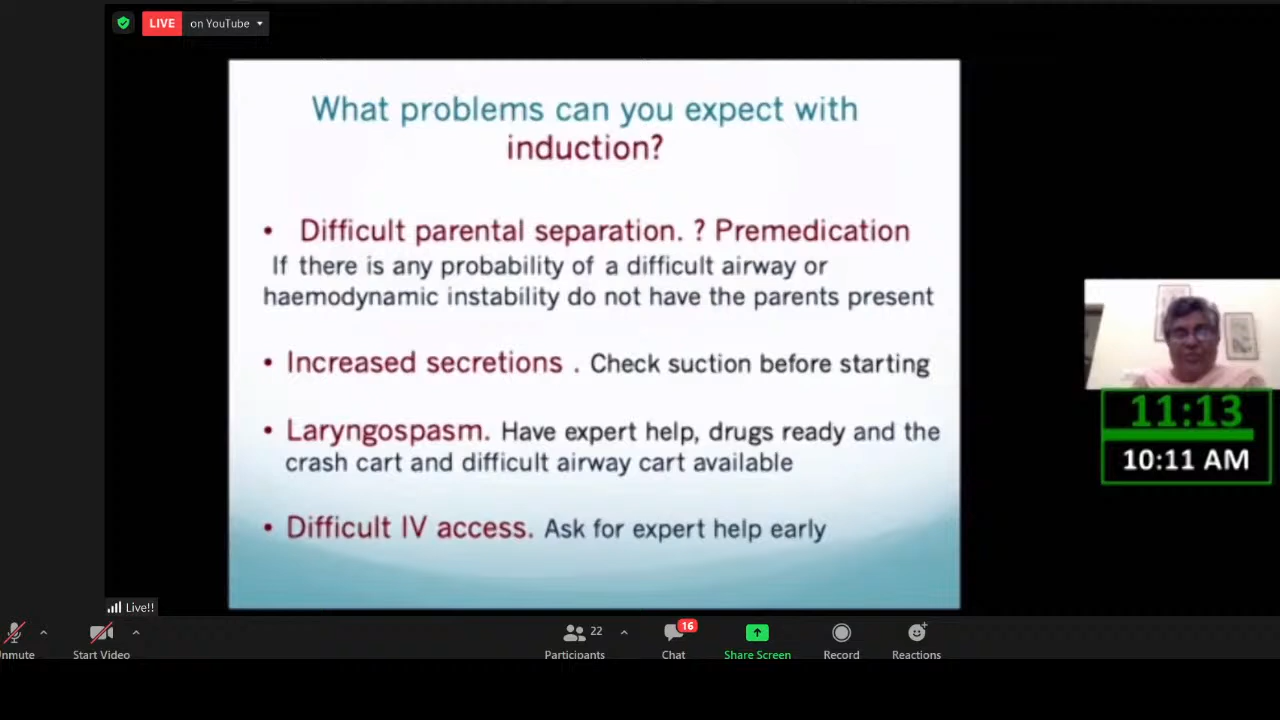 LIVE on YouTube
What problems can you expect with
induction?
• Difficult parental separation. ? Premedication
If there is any probability of a difficult airway or
haemodynamic instability do not have the parents present
• Increased secretions . Check suction before starting
• Laryngospasm. Have expert help, drugs ready and the
crash cart and difficult airway cart available
• Difficult IV access. Ask for expert help early
11:13
10:11 AM
Live!!
22
16
nmute
Start Video
Participants
Chat
Share Screen
Record
Reactions